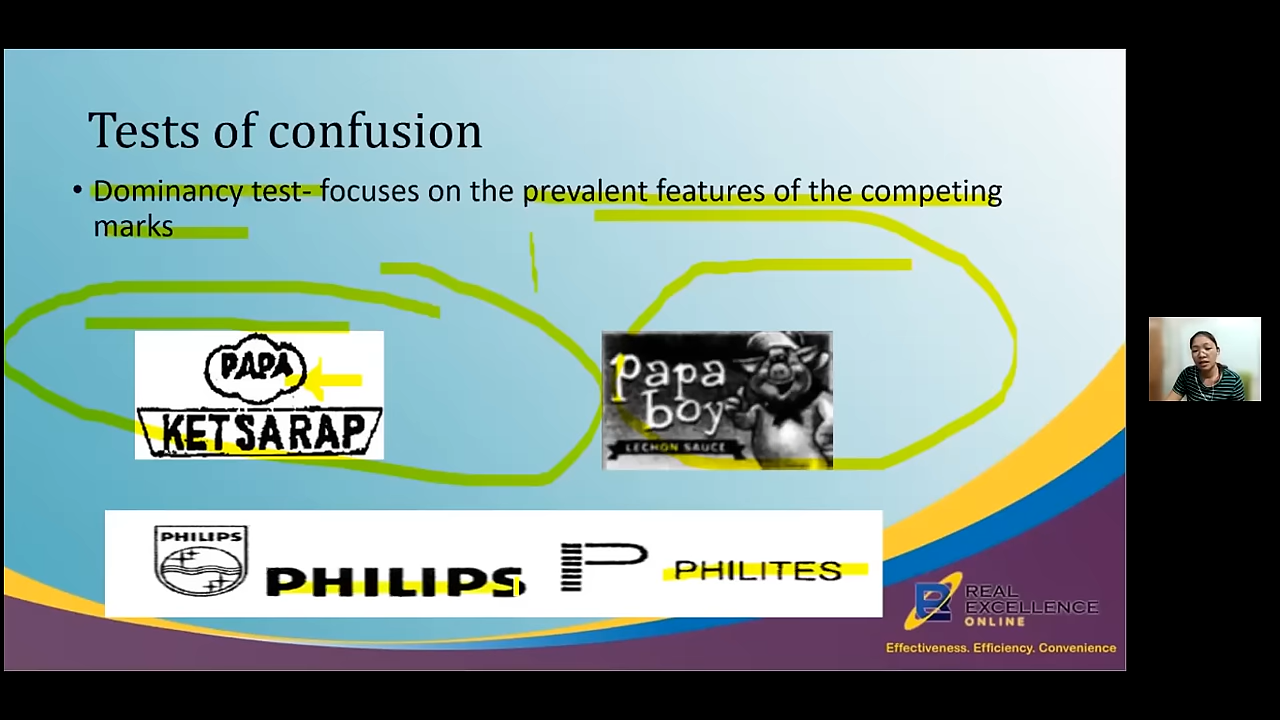 Tests of confusion
• Dominancy test- focuses on the prevalent features of the competing
marks
PAPA
KETSARAP
papa
boy
LECHON SAUCE
PHILIPS
PHILIPS
P
PHILITES
REAL
EXCELLENCE
ONLINE
Effectiveness. Efficiency. Convenience